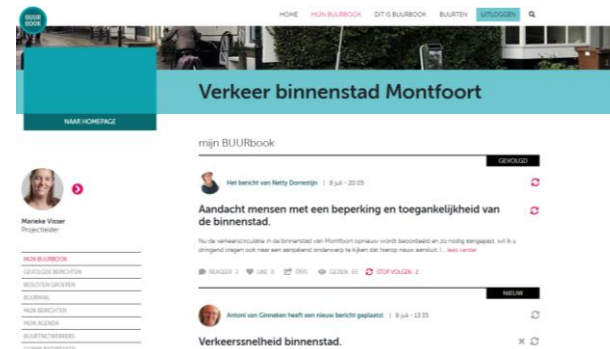 BUUR
BOOK
HOME MIJN BUURBOOK DIT IS BUURBOOK BUURTEN UITLOGGEN
Verkeer binnenstad Montfoort
NAAR HOMEPAGE
mijn BUURbook
GEVOLGD
Het bericht van Netty Dorrestijn | 8 juli - 20:05
Aandacht mensen met een beperking en toegankelijkheid van
de binnenstad.
Nu de verkeerscirculatie in de binnenstad van Montfoort opnieuw wordt beoordeeld en zo nodig aangepast, wil ik u
dringend vragen ook naar een aanpalend onderwerp te kijken dat hierop nauw aansluit. I... lees verder
REAGEER 2 LIKE 0 DEEL GEZIEN 65 STOP VOLGEN 2
Marieke Visser
Projectleider
MIJN BUURBOOK
GEVOLGDE BERICHTEN
BESLOTEN GROEPEN
BUURMAIL
MIJN BERICHTEN
MIJN AGENDA
BUURTNETWERKERS
NIEUW
Antoni van Ginneken heeft een nieuw bericht geplaatst | 8 juli - 13:35
Verkeerssnelheid binnenstad.